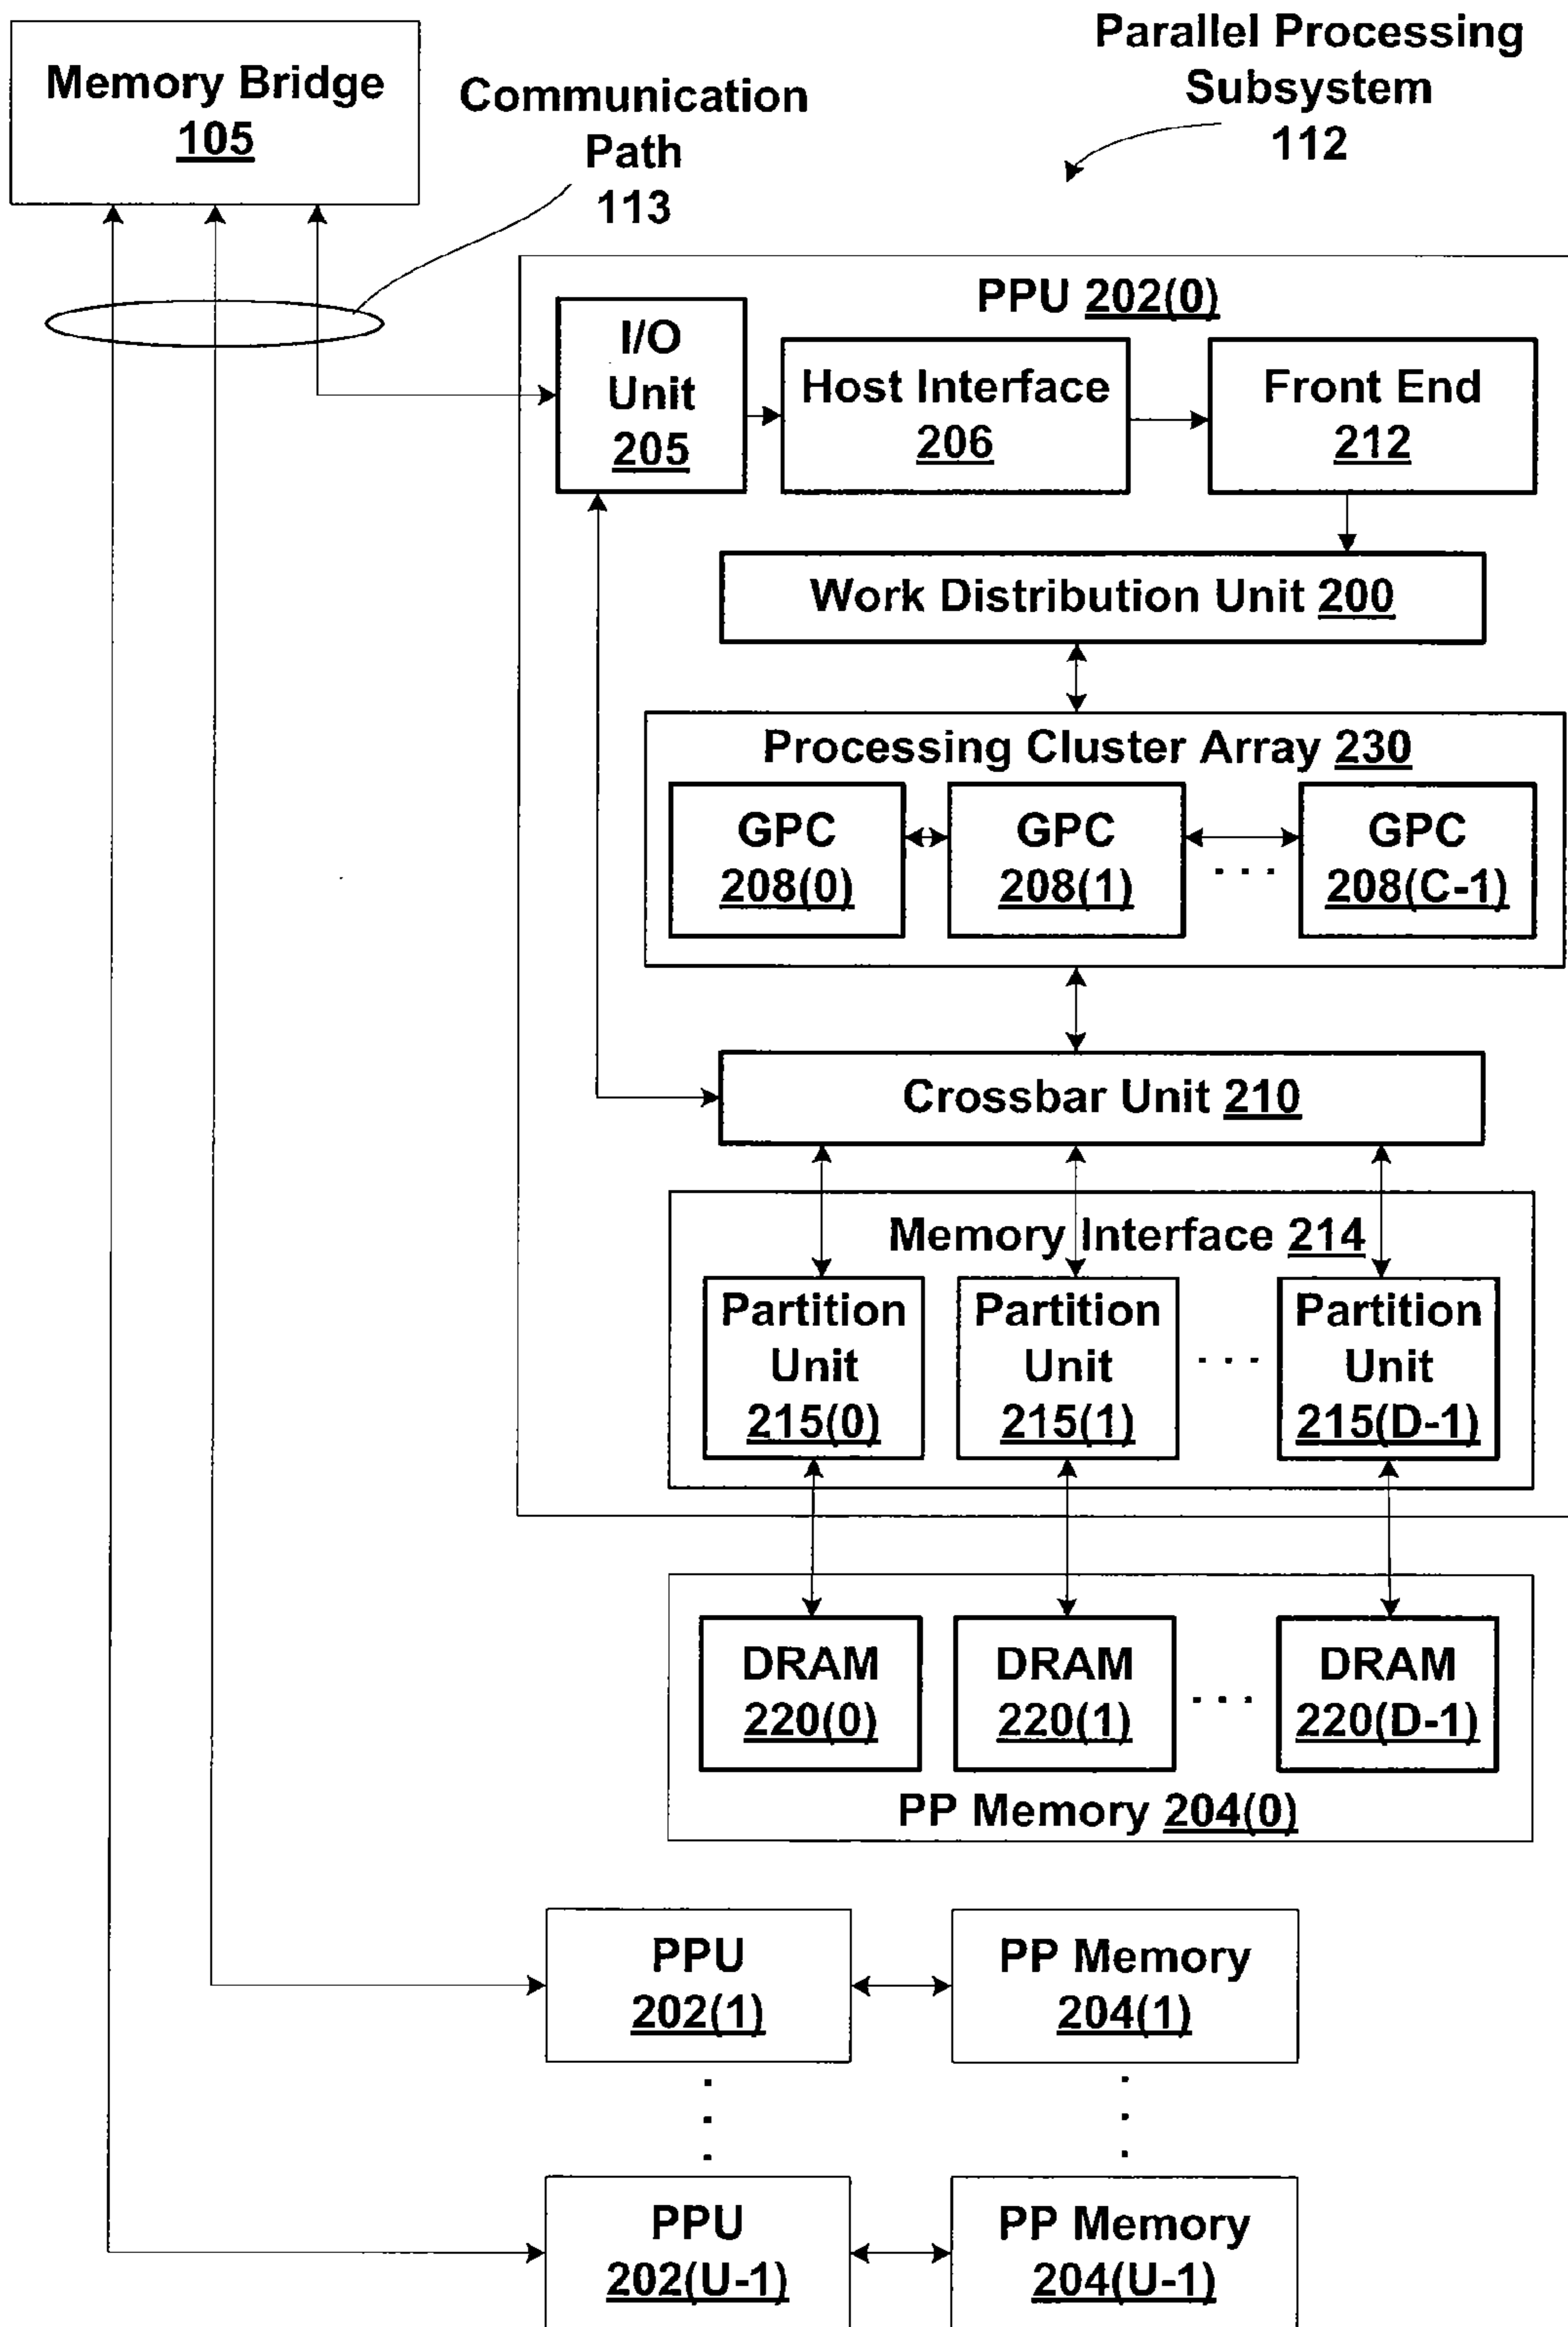 Parallel Processing
Subsystem
112
Memory Bridge
105
Communication
Path
113
PPU 202(0)
I/O
Unit
205
Host Interface
206
Front End
212
Work Distribution Unit 200
Processing Cluster Array 230
GPC
208(0)
GPC
208(1)
. . .
GPC
208(C-1)
Crossbar Unit 210
Memory Interface 214
Partition
Unit
215(0)
Partition
Unit
215(1)
. . .
Partition
Unit
215(D-1)
DRAM
220(0)
DRAM
220(1)
. . .
DRAM
220(D-1)
PP Memory 204(0)
PPU
202(1)
PP Memory
204(1)
PPU
202(U-1)
PP Memory
204(U-1)